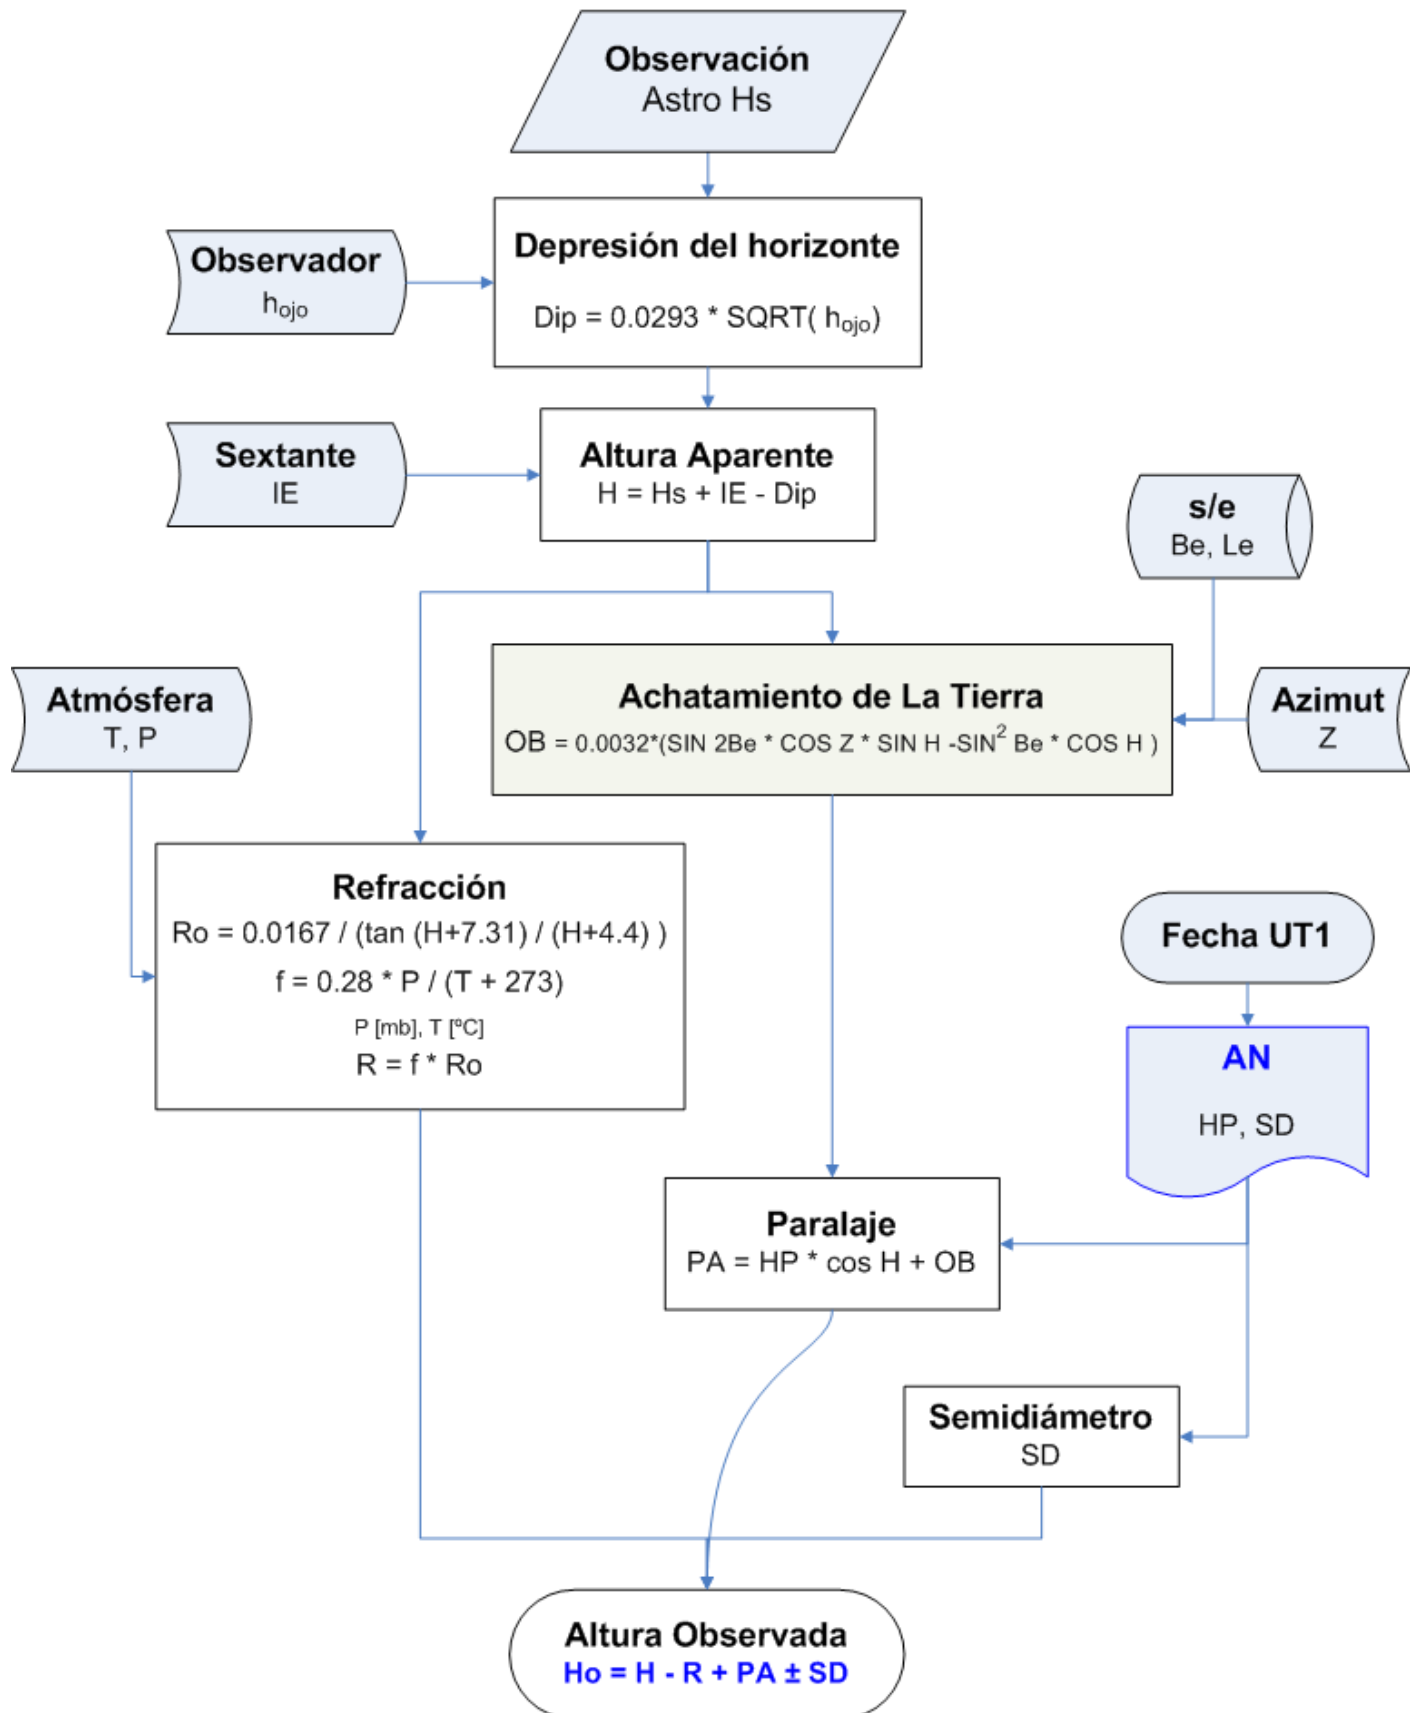 Observación
Astro Hs
Depresión del horizonte
Dip = 0.0293 * SQRT( hojo)
Observador
hojo
Altura Aparente
H = Hs + IE - Dip
Sextante
IE
s/e
Be, Le
Achatamiento de La Tierra
OB = 0.0032*(SIN 2Be * COS Z * SIN H -SIN² Be * COS H )
Azimut
Z
Atmósfera
T, P
Refracción
Ro = 0.0167 / (tan (H+7.31) / (H+4.4) )
f = 0.28 * P / (T + 273)
P [mb], T [ºC]
R = f * Ro
Fecha UT1
AN
HP, SD
Paralaje
PA = HP * cos H + OB
Semidiámetro
SD
Altura Observada
Ho = H - R + PA ± SD